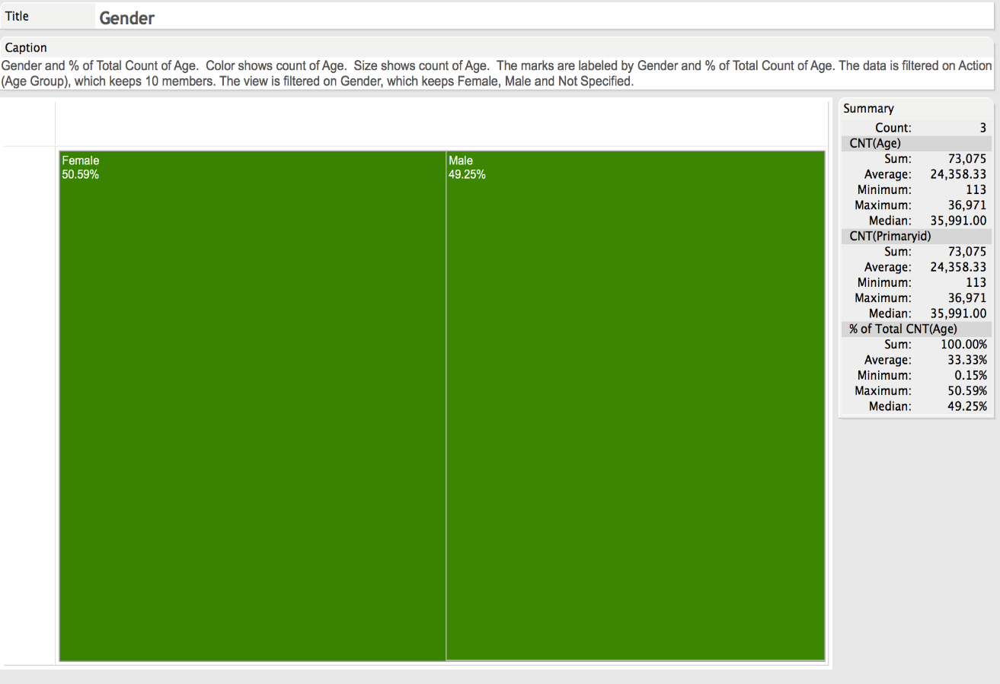 Title
Gender
Caption
Gender and % of Total Count of Age.  Color shows count of Age.  Size shows count of Age.  The marks are labeled by Gender and % of Total Count of Age. The data is filtered on Action
(Age Group), which keeps 10 members. The view is filtered on Gender, which keeps Female, Male and Not Specified.
Female
50.59%
Male
49.25%
Summary
Count: 3
CNT(Age)
Sum: 73,075
Average: 24,358.33
Minimum: 113
Maximum: 36,971
Median: 35,991.00
CNT(Primaryid)
Sum: 73,075
Average: 24,358.33
Minimum: 113
Maximum: 36,971
Median: 35,991.00
% of Total CNT(Age)
Sum: 100.00%
Average: 33.33%
Minimum: 0.15%
Maximum: 50.59%
Median: 49.25%